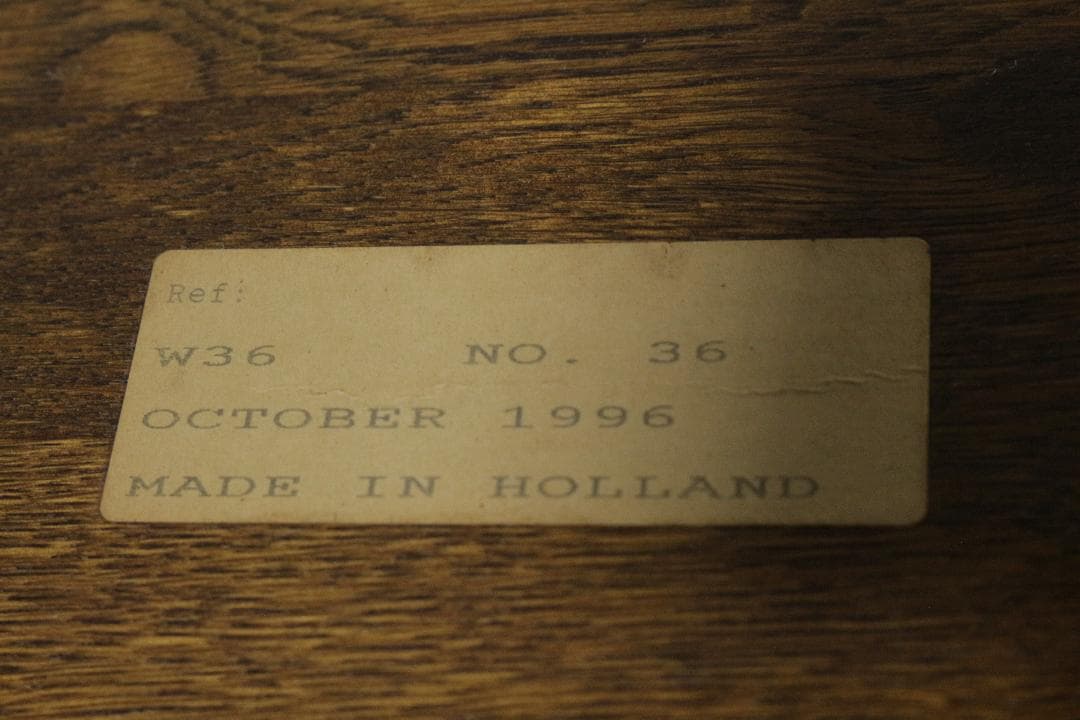 Ref:
W36 NO. 36
OCTOBER 1996
MADE IN HOLLAND